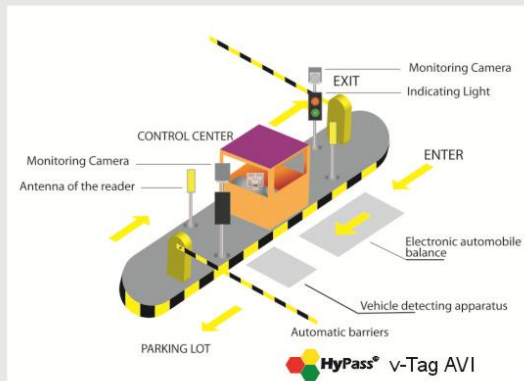 Monitoring Camera
EXIT
Indicating Light
CONTROL CENTER
Monitoring Camera
ENTER
Antenna of the reader
Electronic automobile
balance
Vehicle detecting apparatus
Automatic barriers
PARKING LOT
HyPass® v-Tag AVI